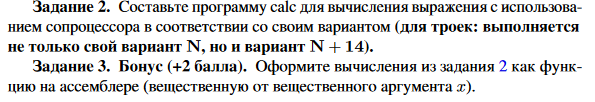 Задание 2. Составьте программу calc для вычисления выражения с использова-
нием сопроцессора в соответствии со своим вариантом (для троек: выполняется
не только свой вариант N, но и вариант N + 14).
Задание 3. Бонус (+2 балла). Оформите вычисления из задания 2 как функ-
цию на ассемблере (вещественную от вещественного аргумента x).